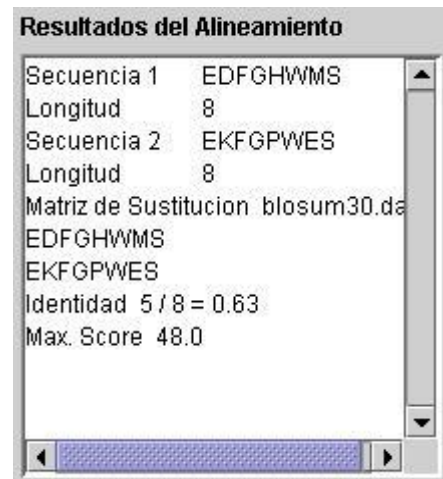 Resultados del Alineamiento
Secuencia 1 EDFGHWMS
Longitud 8
Secuencia 2 EKFGPWES
Longitud 8
Matriz de Sustitucion blosum30.da
EDFGHWMS
EKFGPWES
Identidad 5 / 8 = 0.63
Max. Score 48.0